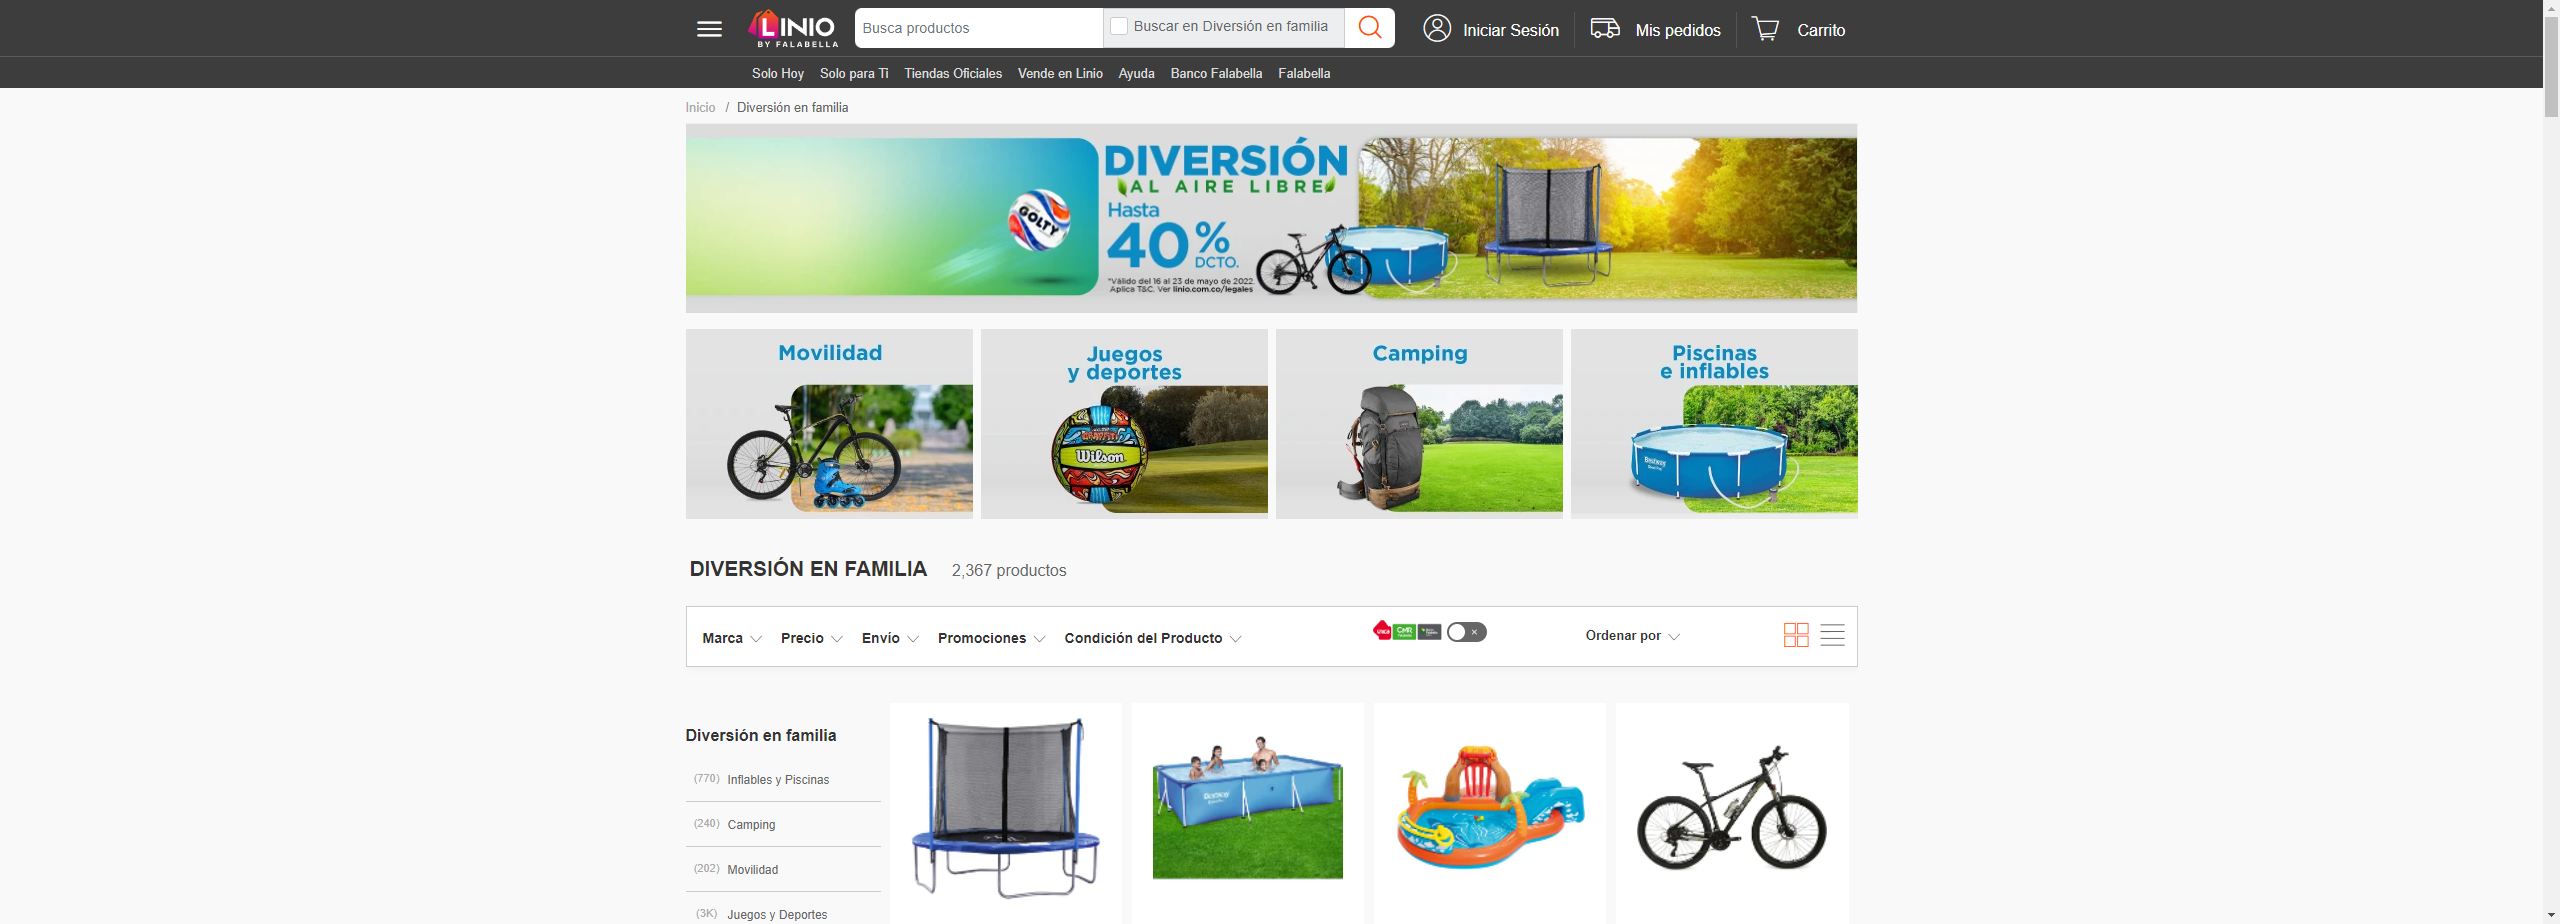 LINIO
BY FALABELLA
Busca productos
Buscar en Diversión en familia
Iniciar Sesión
Mis pedidos
Carrito
Solo Hoy
Solo para Ti
Tiendas Oficiales
Vende en Linio
Ayuda
Banco Falabella
Falabella
Inicio / Diversión en familia
GOLTY
DIVERSIÓN
AL AIRE LIBRE
Hasta
40%
DCTO.
*Válido del 16 al 23 de mayo de 2022.
Aplica T&C. Ver linio.com.co/legales
Movilidad
Juegos
y deportes
Wilson
Camping
Piscinas
e inflables
Bestway
DIVERSIÓN EN FAMILIA
2,367 productos
Marca
Precio
Envío
Promociones
Condición del Producto
CMR
Ordenar por
Diversión en familia
(770) Inflables y Piscinas
(240) Camping
(202) Movilidad
(3K) Juegos y Deportes
Bestway